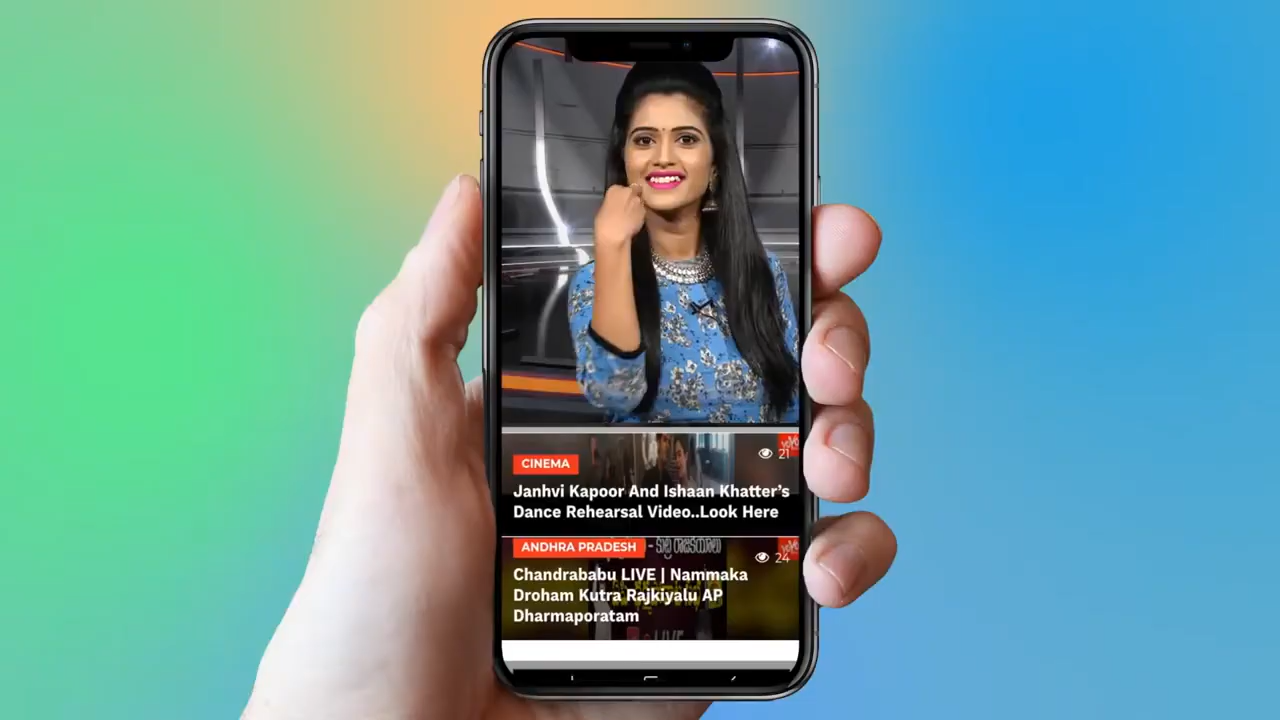 CINEMA
21
Janhvi Kapoor And Ishaan Khatter's
Dance Rehearsal Video..Look Here
ANDHRA PRADESH
24
Chandrababu LIVE | Nammaka
Droham Kutra Rajkiyalu AP
Dharmaporatam
LIVE